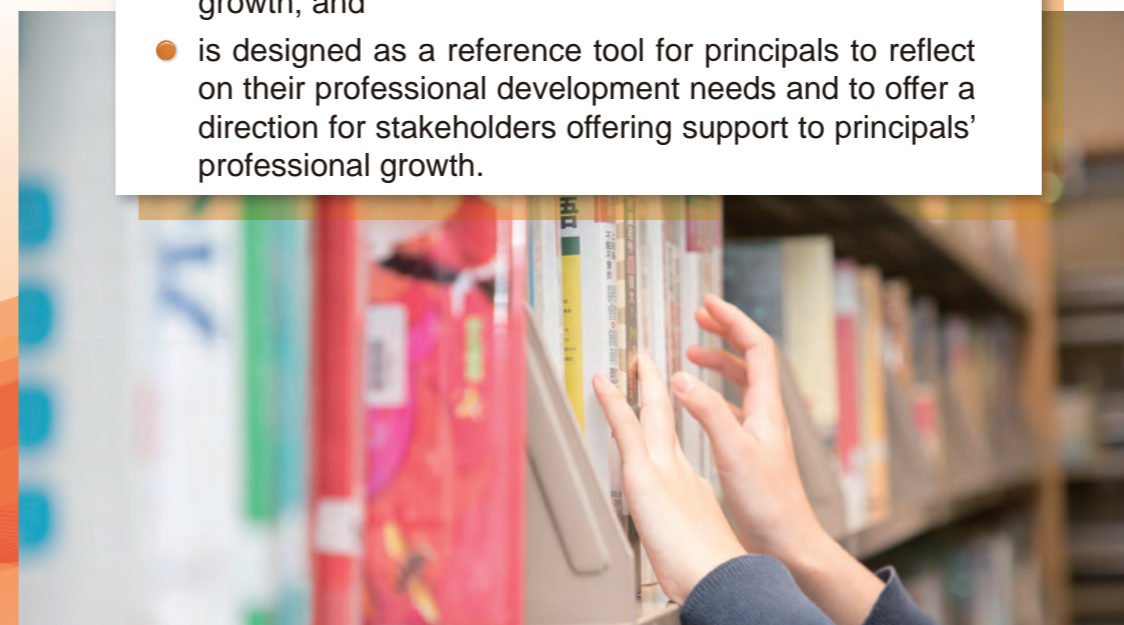 growth, and
is designed as a reference tool for principals to reflect
on their professional development needs and to offer a
direction for stakeholders offering support to principals’
professional growth.